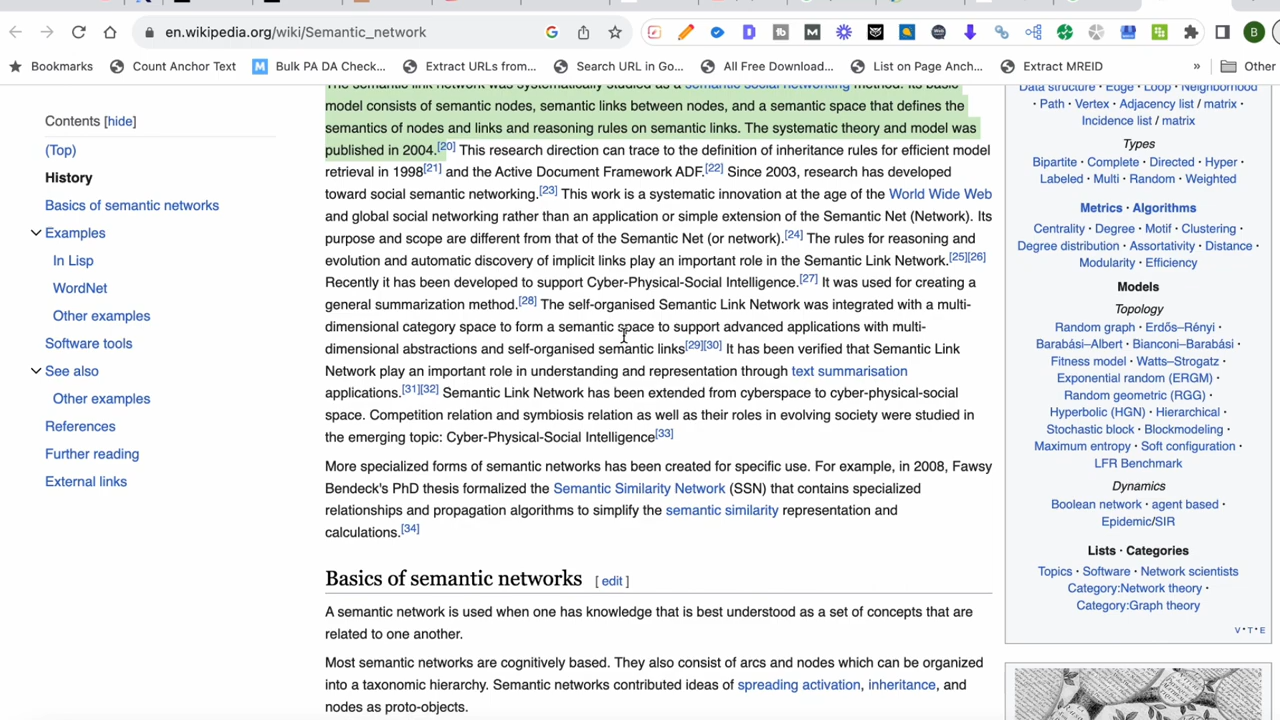 en.wikipedia.org/wiki/Semantic_network
B
Bookmarks
Count Anchor Text
Bulk PA DA Check...
Extract URLs from...
Search URL in Go...
All Free Download...
List on Page Anch...
Extract MREID
»
Other
Contents [hide]
(Top)
History
Basics of semantic networks
Examples
In Lisp
WordNet
Other examples
Software tools
See also
Other examples
References
Further reading
External links
The semantic link network was systematically studied as a semantic social networking method. Its basic
model consists of semantic nodes, semantic links between nodes, and a semantic space that defines the
semantics of nodes and links and reasoning rules on semantic links. The systematic theory and model was
published in 2004.[20] This research direction can trace to the definition of inheritance rules for efficient model
retrieval in 1998[21] and the Active Document Framework ADF.[22] Since 2003, research has developed
toward social semantic networking.[23] This work is a systematic innovation at the age of the World Wide Web
and global social networking rather than an application or simple extension of the Semantic Net (Network). Its
purpose and scope are different from that of the Semantic Net (or network).[24] The rules for reasoning and
evolution and automatic discovery of implicit links play an important role in the Semantic Link Network.[25][26]
Recently it has been developed to support Cyber-Physical-Social Intelligence.[27] It was used for creating a
general summarization method.[28] The self-organised Semantic Link Network was integrated with a multi-
dimensional category space to form a semantic space to support advanced applications with multi-
dimensional abstractions and self-organised semantic links[29][30] It has been verified that Semantic Link
Network play an important role in understanding and representation through text summarisation
applications.[31][32] Semantic Link Network has been extended from cyberspace to cyber-physical-social
space. Competition relation and symbiosis relation as well as their roles in evolving society were studied in
the emerging topic: Cyber-Physical-Social Intelligence[33]
More specialized forms of semantic networks has been created for specific use. For example, in 2008, Fawsy
Bendeck's PhD thesis formalized the Semantic Similarity Network (SSN) that contains specialized
relationships and propagation algorithms to simplify the semantic similarity representation and
calculations.[34]
Basics of semantic networks [ edit ]
A semantic network is used when one has knowledge that is best understood as a set of concepts that are
related to one another.
Most semantic networks are cognitively based. They also consist of arcs and nodes which can be organized
into a taxonomic hierarchy. Semantic networks contributed ideas of spreading activation, inheritance, and
nodes as proto-objects.
Data structure · Edge · Loop · Neighborhood
· Path · Vertex · Adjacency list / matrix ·
Incidence list / matrix
Types
Bipartite · Complete · Directed · Hyper ·
Labeled · Multi · Random · Weighted
Metrics · Algorithms
Centrality · Degree · Motif · Clustering ·
Degree distribution · Assortativity · Distance ·
Modularity · Efficiency
Models
Topology
Random graph · Erdős–Rényi ·
Barabási–Albert · Bianconi–Barabási ·
Fitness model · Watts–Strogatz ·
Exponential random (ERGM) ·
Random geometric (RGG) ·
Hyperbolic (HGN) · Hierarchical ·
Stochastic block · Blockmodeling ·
Maximum entropy · Soft configuration ·
LFR Benchmark
Dynamics
Boolean network · agent based ·
Epidemic/SIR
Lists · Categories
Topics · Software · Network scientists
Category:Network theory ·
Category:Graph theory
V·T·E